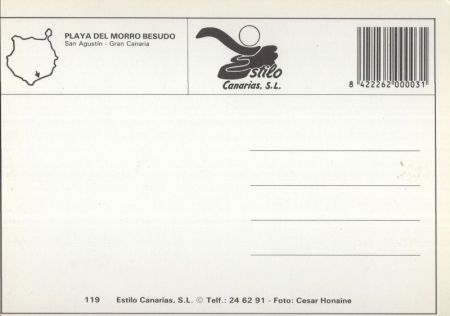 PLAYA DEL MORRO BESUDO
San Agustín - Gran Canaria
Estilo
Canarias, S.L.
8 422262 000031
119 Estilo Canarias, S.L. © Telf.: 24 62 91 - Foto: Cesar Honaine